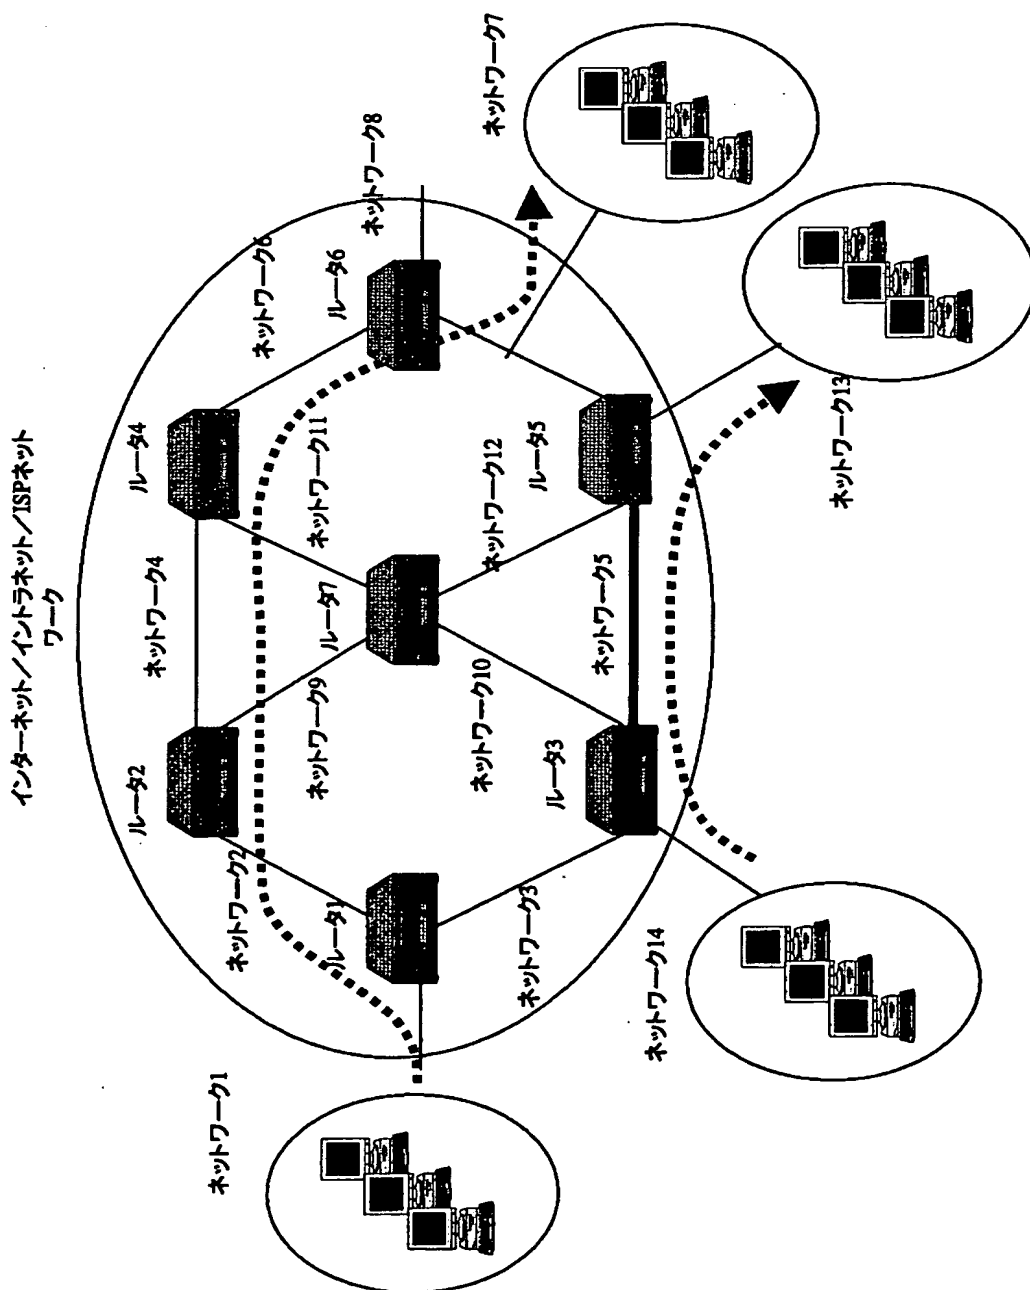 インターネット／イントラネット／ISPネット
ワーク
ルータ2
ネットワーク4
ルータ4
ネットワーク1
ネットワーク2
ネットワーク6
ネットワーク9
ネットワーク11
ルータ1
ルータ7
ルータ6
ネットワーク8
ネットワーク10
ネットワーク12
ネットワーク7
ネットワーク3
ルータ3
ルータ5
ネットワーク5
ネットワーク14
ネットワーク13